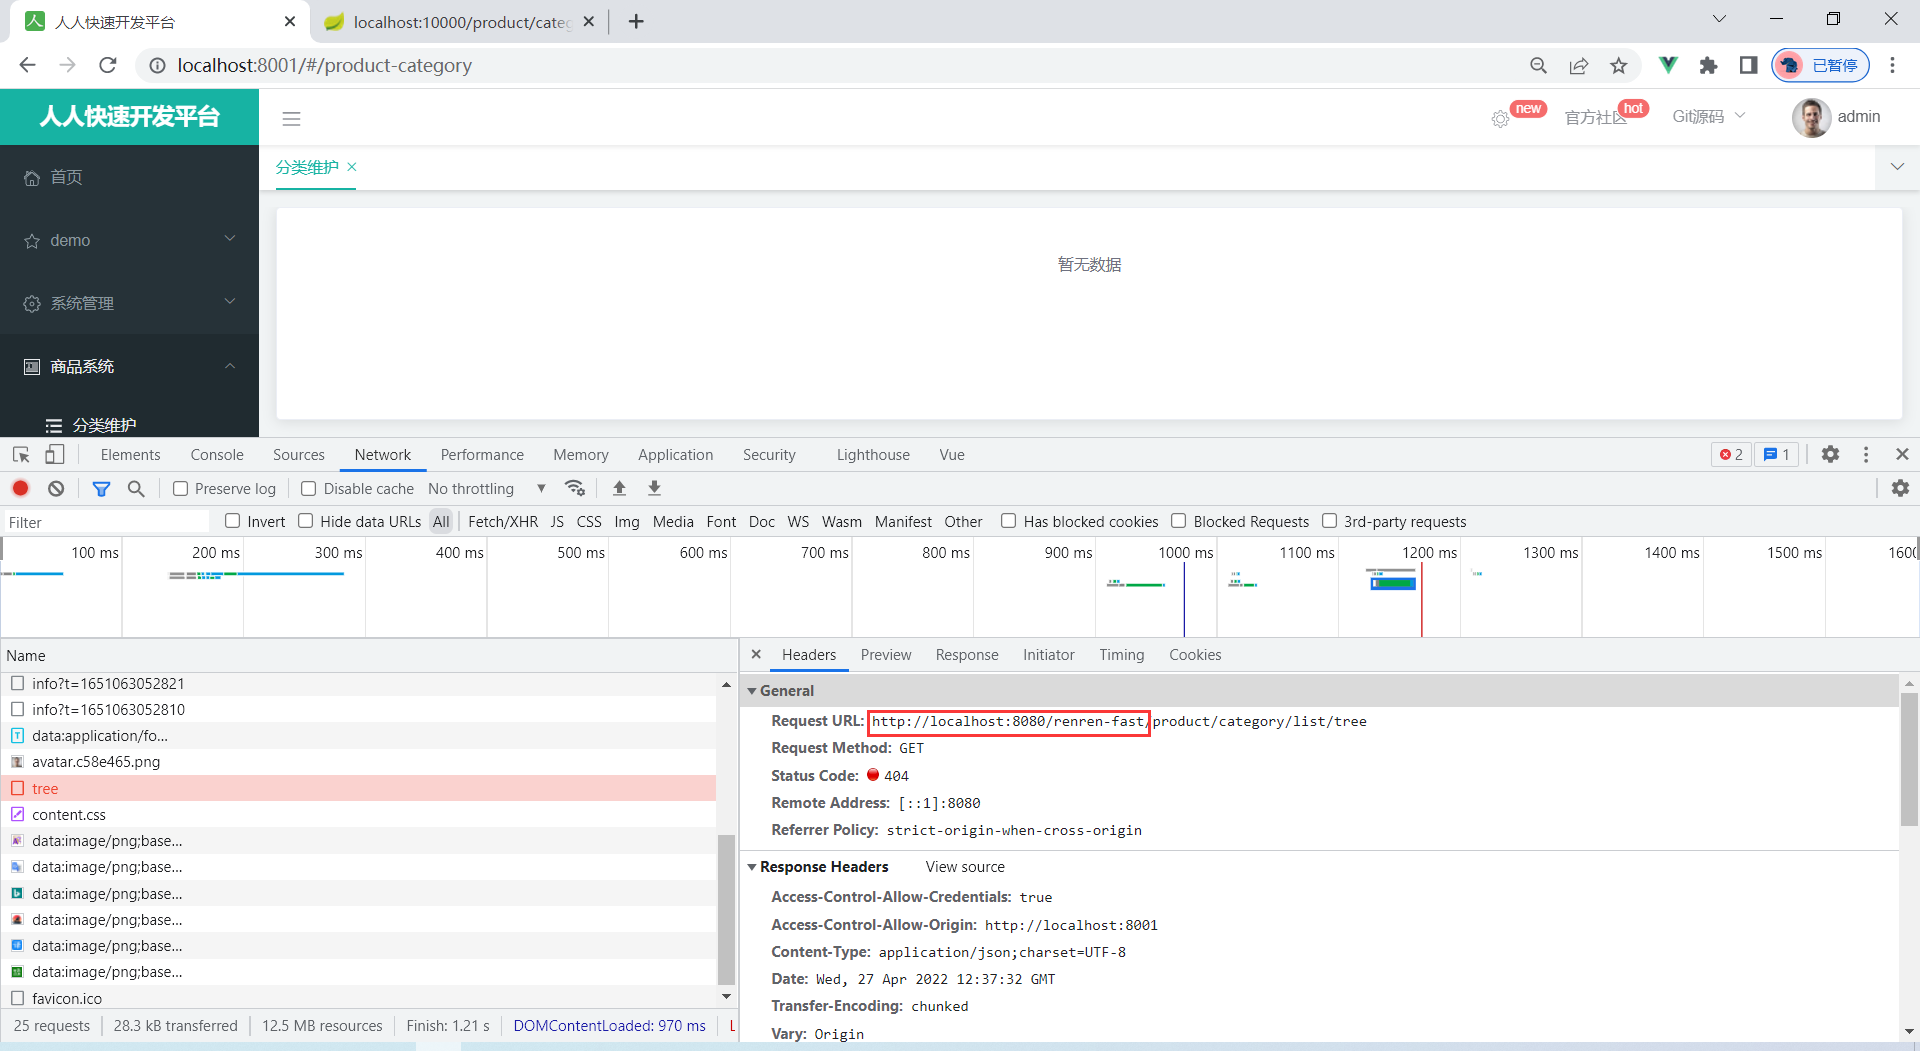 人人快速开发平台
localhost:10000/product/categ
localhost:8001/#/product-category
已暂停
人人快速开发平台
new
官方社区
hot
Git源码
admin
首页
demo
系统管理
商品系统
分类维护
分类维护
暂无数据
Elements Console Sources Network Performance Memory Application Security Lighthouse Vue
2
1
Preserve log
Disable cache
No throttling
Filter
Invert
Hide data URLs
All
Fetch/XHR JS CSS Img Media Font Doc WS Wasm Manifest Other
Has blocked cookies
Blocked Requests
3rd-party requests
100 ms 200 ms 300 ms 400 ms 500 ms 600 ms 700 ms 800 ms 900 ms 1000 ms 1100 ms 1200 ms 1300 ms 1400 ms 1500 ms 1600
Name
info?t=1651063052821
info?t=1651063052810
data:application/fo...
avatar.c58e465.png
tree
content.css
data:image/png;base...
data:image/png;base...
data:image/png;base...
data:image/png;base...
data:image/png;base...
data:image/png;base...
favicon.ico
25 requests 28.3 kB transferred 12.5 MB resources Finish: 1.21 s DOMContentLoaded: 970 ms L
Headers Preview Response Initiator Timing Cookies
General
Request URL: http://localhost:8080/renren-fast/product/category/list/tree
Request Method: GET
Status Code: 404
Remote Address: [::1]:8080
Referrer Policy: strict-origin-when-cross-origin
Response Headers View source
Access-Control-Allow-Credentials: true
Access-Control-Allow-Origin: http://localhost:8001
Content-Type: application/json;charset=UTF-8
Date: Wed, 27 Apr 2022 12:37:32 GMT
Transfer-Encoding: chunked
Vary: Origin